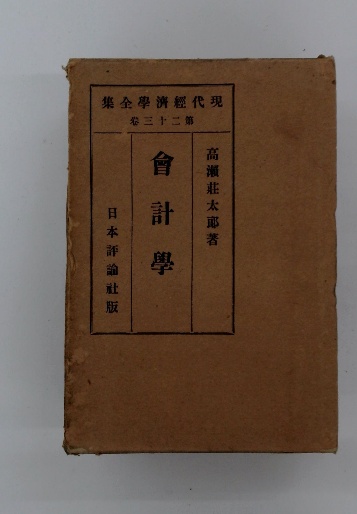 現代經濟學全集
第二十三卷
高瀨莊太郎著
會計學
日本評論社版